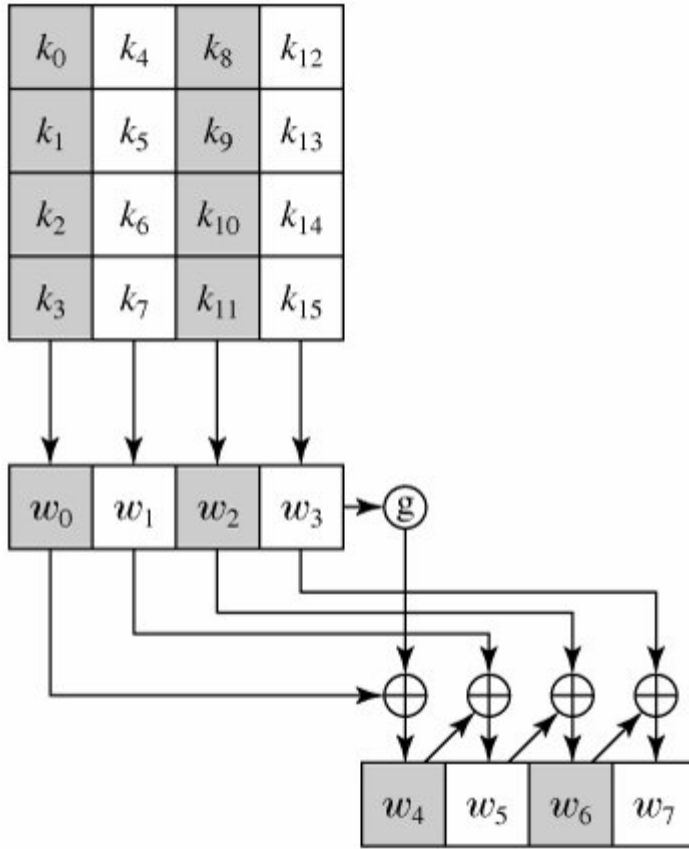 k₀ k₄ k₈ k₁₂
k₁ k₅ k₉ k₁₃
k₂ k₆ k₁₀ k₁₄
k₃ k₇ k₁₁ k₁₅
w₀ w₁ w₂ w₃ g
w₄ w₅ w₆ w₇